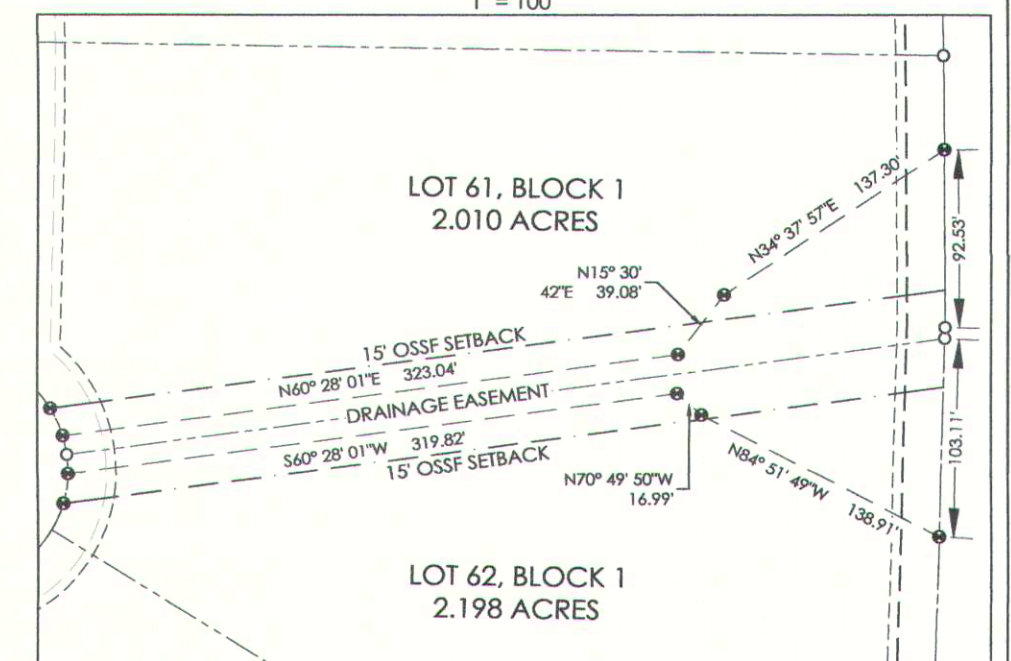 1" = 100'
LOT 61, BLOCK 1
2.010 ACRES
N34° 37' 57"E 137.30'
92.53'
N15° 30'
42"E 39.08'
15' OSSF SETBACK
N60° 28' 01"E 323.04'
DRAINAGE EASEMENT
S60° 28' 01"W 319.82'
15' OSSF SETBACK
N70° 49' 50"W
16.99'
N84° 51' 49"W 138.91'
103.11'
LOT 62, BLOCK 1
2.198 ACRES